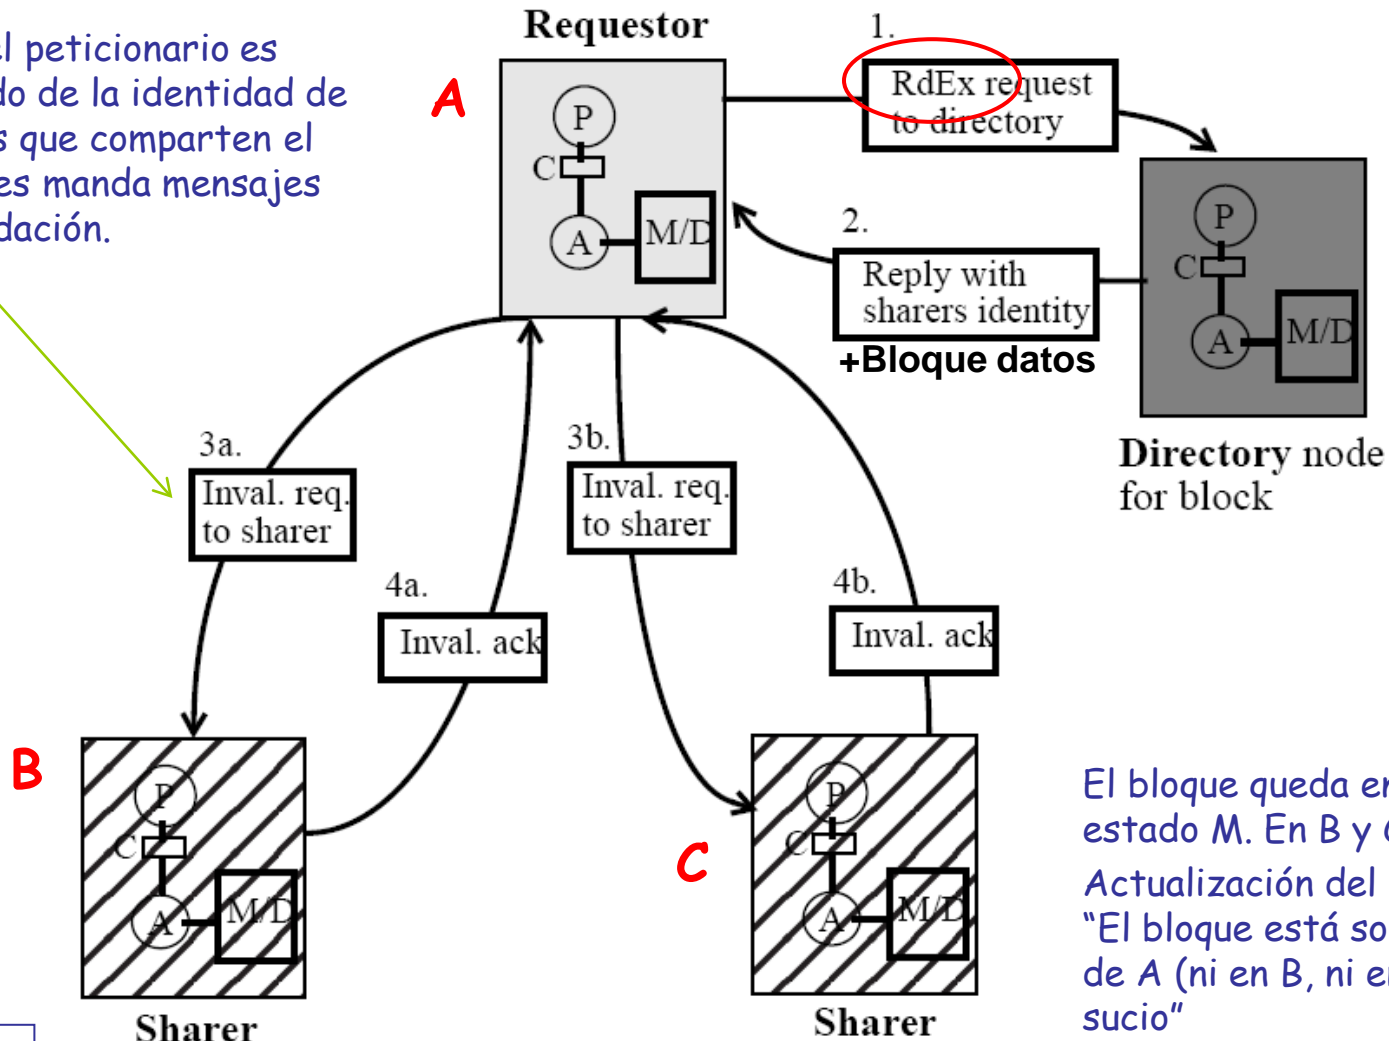 el peticionario es
do de la identidad de
s que comparten el
es manda mensajes
dación.
Requestor
A
P
C
A
M/D
1.
RdEx request
to directory
2.
Reply with
sharers identity
+Bloque datos
P
C
A
M/D
Directory node
for block
3a.
Inval. req.
to sharer
3b.
Inval. req.
to sharer
4a.
Inval. ack
4b.
Inval. ack
B
P
C
A
M/D
Sharer
C
P
C
A
M/D
Sharer
El bloque queda en
estado M. En B y
Actualización del
“El bloque está so
de A (ni en B, ni en
sucio”